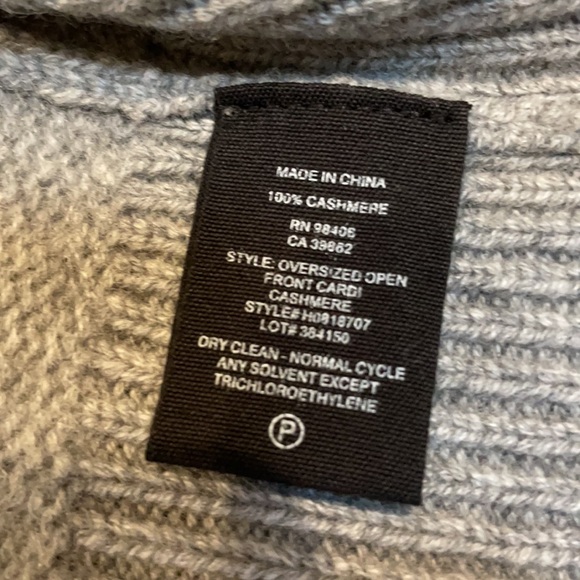 MADE IN CHINA
100% CASHMERE
RN 98406
CA 39862
STYLE: OVERSIZED OPEN
FRONT CARDI
CASHMERE
STYLE# H0818707
LOT# 384150
DRY CLEAN - NORMAL CYCLE
ANY SOLVENT EXCEPT
TRICHLOROETHYLENE
P